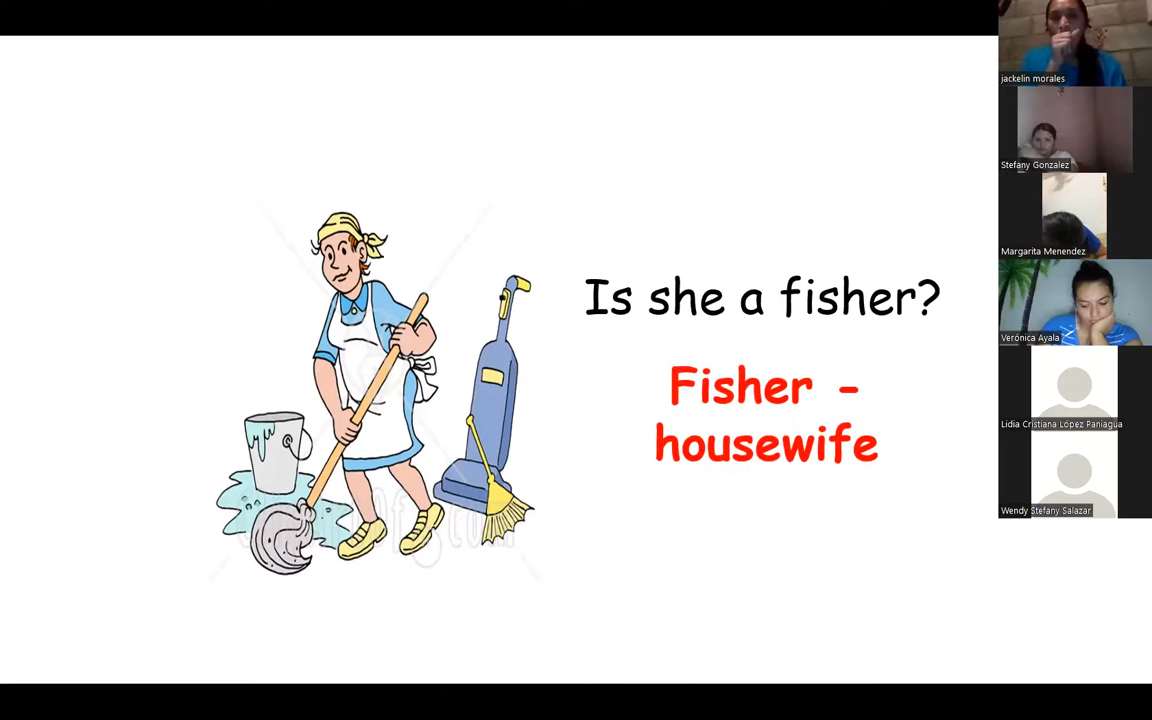 Is she a fisher?
Fisher -
housewife
jackelin morales
Stefany Gonzalez
Margarita Menendez
Verónica Ayala
Lidia Cristiana López Paniagua
Wendy Stefany Salazar